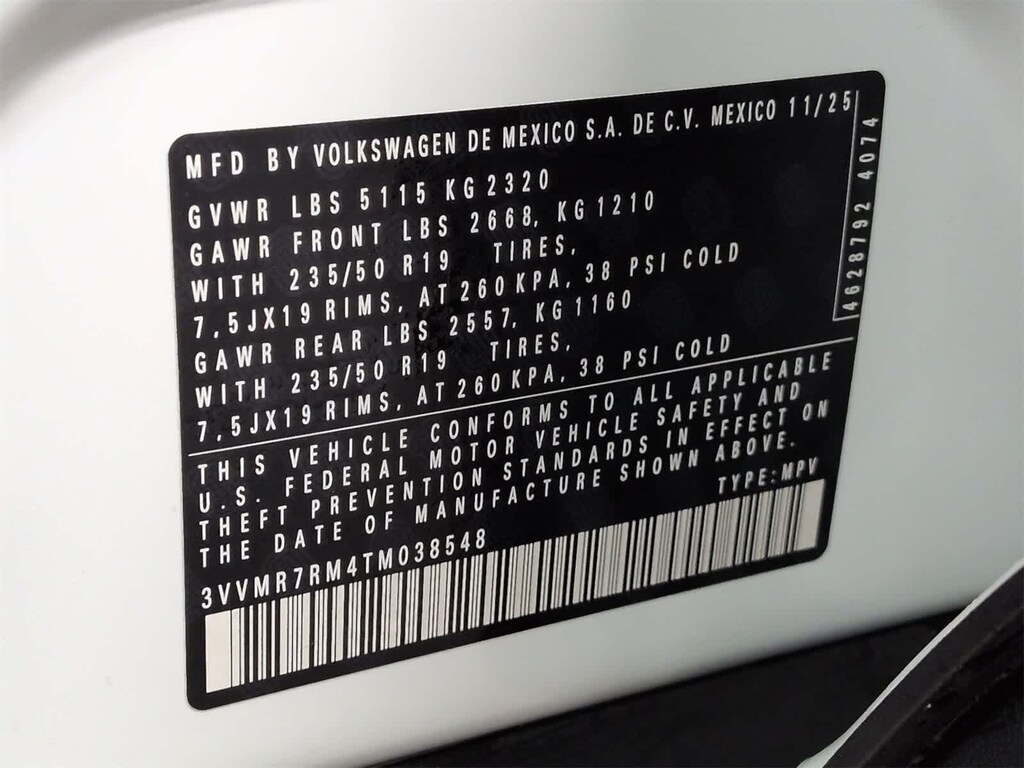 MFD BY VOLKSWAGEN DE MEXICO S.A. DE C.V. MEXICO 11/25
GVWR LBS 5115 KG 2320
GAWR FRONT LBS 2668, KG 1210
WITH 235/50 R19 TIRES,
7,5JX19 RIMS, AT 260 KPA, 38 PSI COLD
GAWR REAR LBS 2557, KG 1160
WITH 235/50 R19 TIRES,
7,5JX19 RIMS, AT 260 KPA, 38 PSI COLD
4628792 4074
THIS VEHICLE CONFORMS TO ALL APPLICABLE
U.S. FEDERAL MOTOR VEHICLE SAFETY AND
THEFT PREVENTION STANDARDS IN EFFECT ON
THE DATE OF MANUFACTURE SHOWN ABOVE.
3VVMR7RM4TM038548 TYPE:MPV